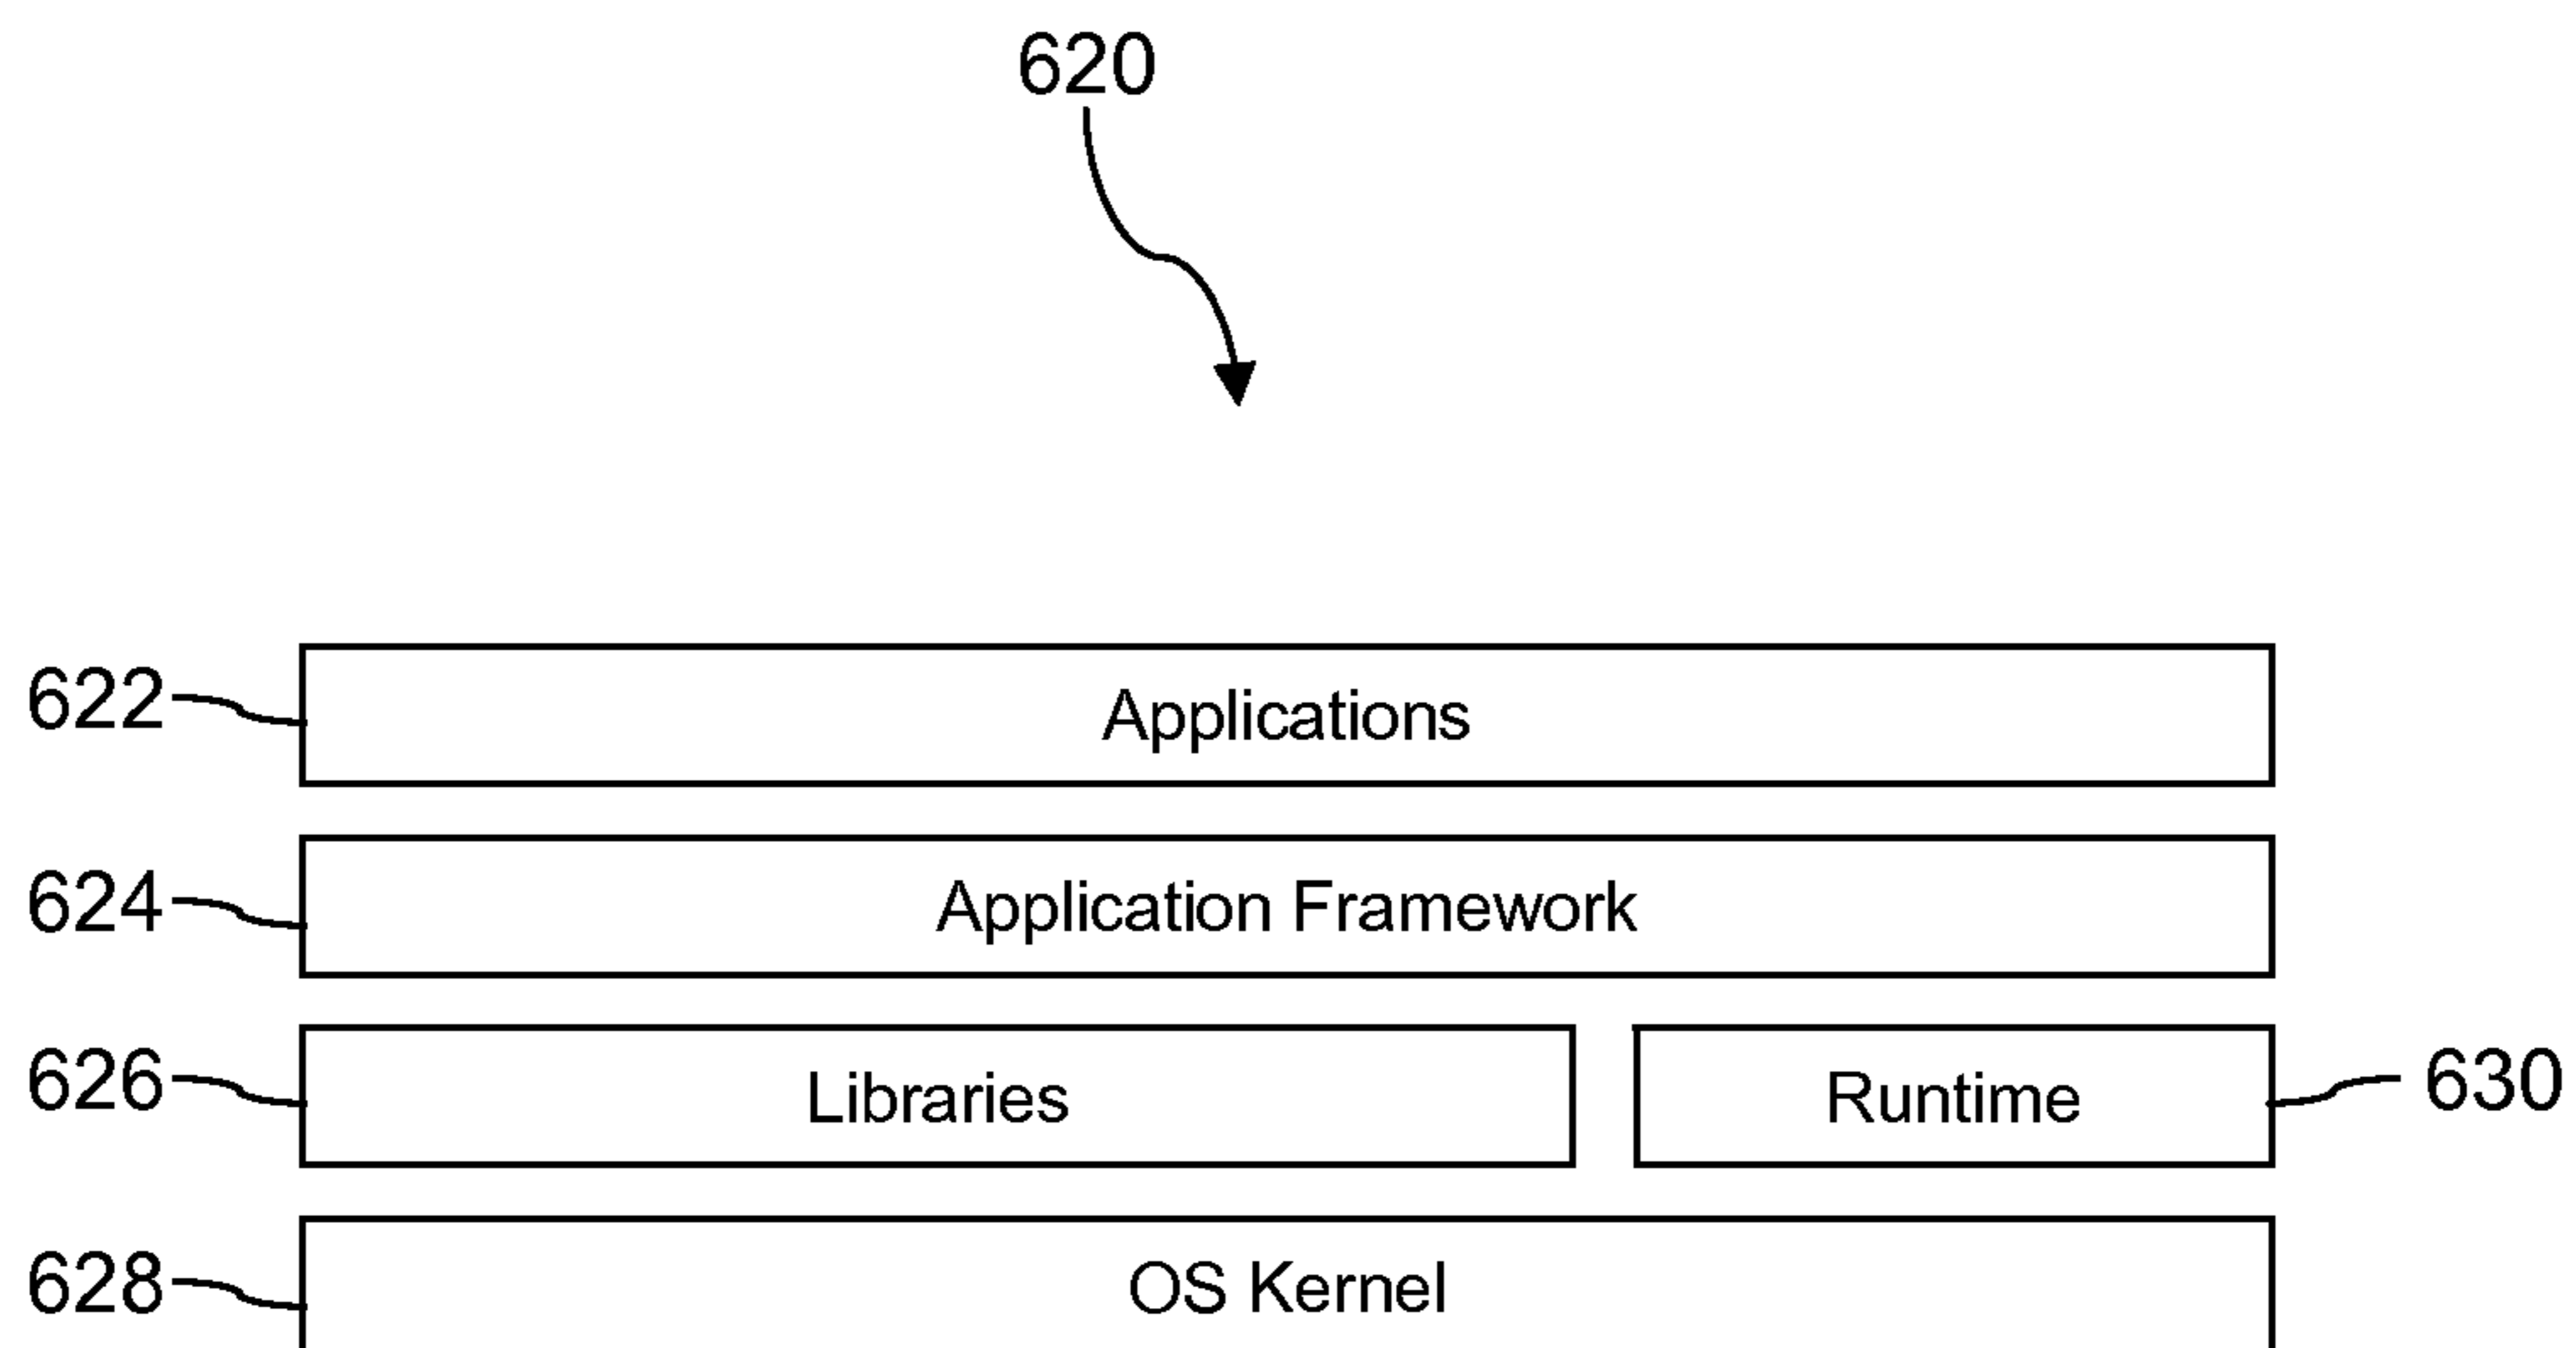 620
622 Applications
624 Application Framework
626 Libraries Runtime 630
628 OS Kernel